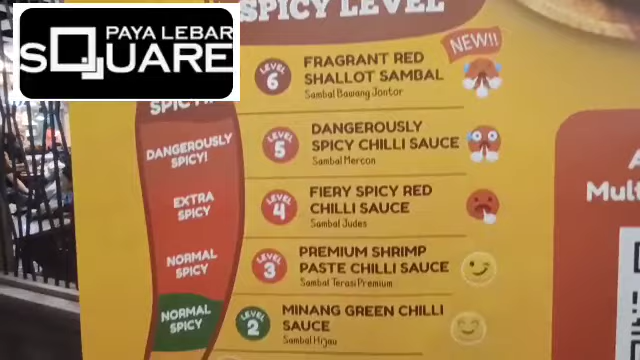 PAYA LEBAR
SQUARE
SPICY LEVEL
NEW!!
LEVEL
6
FRAGRANT RED
SHALLOT SAMBAL
Sambal Bawang Jontor
DANGEROUSLY
SPICY!
LEVEL
5
DANGEROUSLY
SPICY CHILLI SAUCE
Sambal Mercon
EXTRA
SPICY
LEVEL
4
FIERY SPICY RED
CHILLI SAUCE
Sambal Judes
NORMAL
SPICY
LEVEL
3
PREMIUM SHRIMP
PASTE CHILLI SAUCE
Sambal Terasi Premium
NORMAL
SPICY
LEVEL
2
MINANG GREEN CHILLI
SAUCE
Sambal Hijau